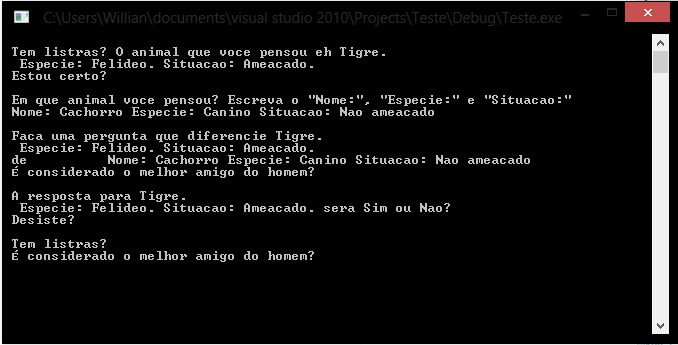 C:\Users\Willian\documents\visual studio 2010\Projects\Teste\Debug\Teste.exe
Tem listras? O animal que voce pensou eh Tigre.
Especie: Felideo. Situacao: Ameacado.
Estou certo?
Em que animal voce pensou? Escreva o "Nome:", "Especie:" e "Situacao:"
Nome: Cachorro Especie: Canino Situacao: Nao ameacado
Faca uma pergunta que diferencie Tigre.
Especie: Felideo. Situacao: Ameacado.
de Nome: Cachorro Especie: Canino Situacao: Nao ameacado
É considerado o melhor amigo do homem?
A resposta para Tigre.
Especie: Felideo. Situacao: Ameacado. sera Sim ou Nao?
Desiste?
Tem listras?
É considerado o melhor amigo do homem?